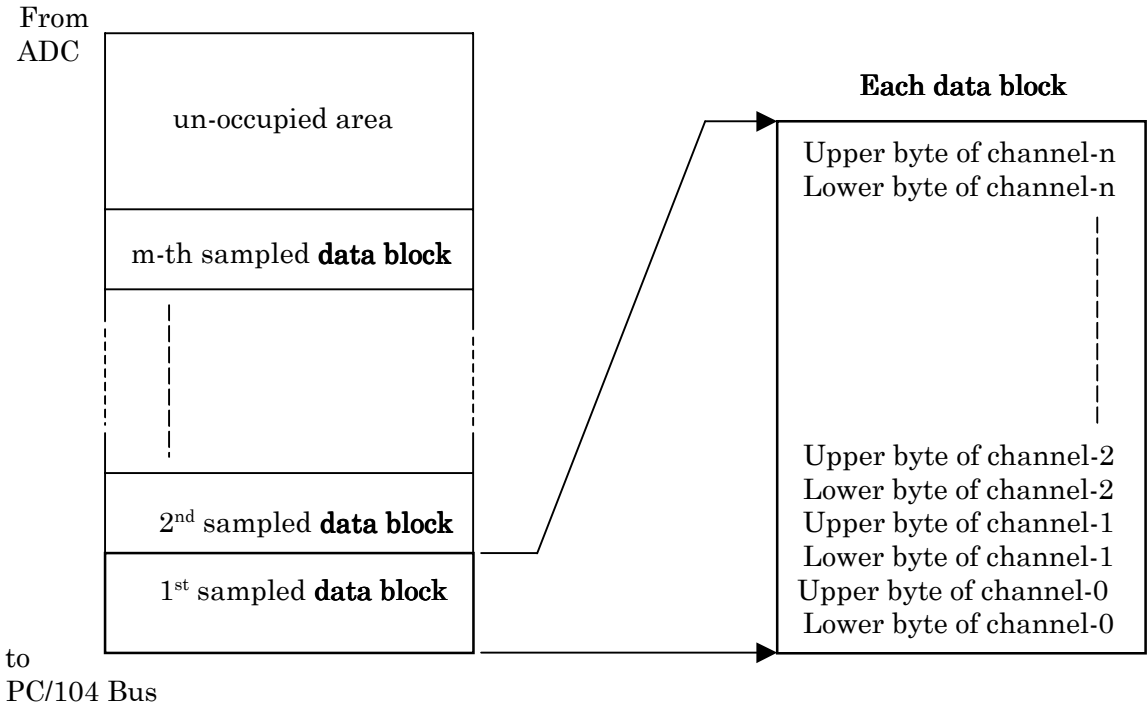 From
ADC
un-occupied area
m-th sampled data block
2nd sampled data block
1st sampled data block
to
PC/104 Bus
Each data block
Upper byte of channel-n
Lower byte of channel-n
Upper byte of channel-2
Lower byte of channel-2
Upper byte of channel-1
Lower byte of channel-1
Upper byte of channel-0
Lower byte of channel-0